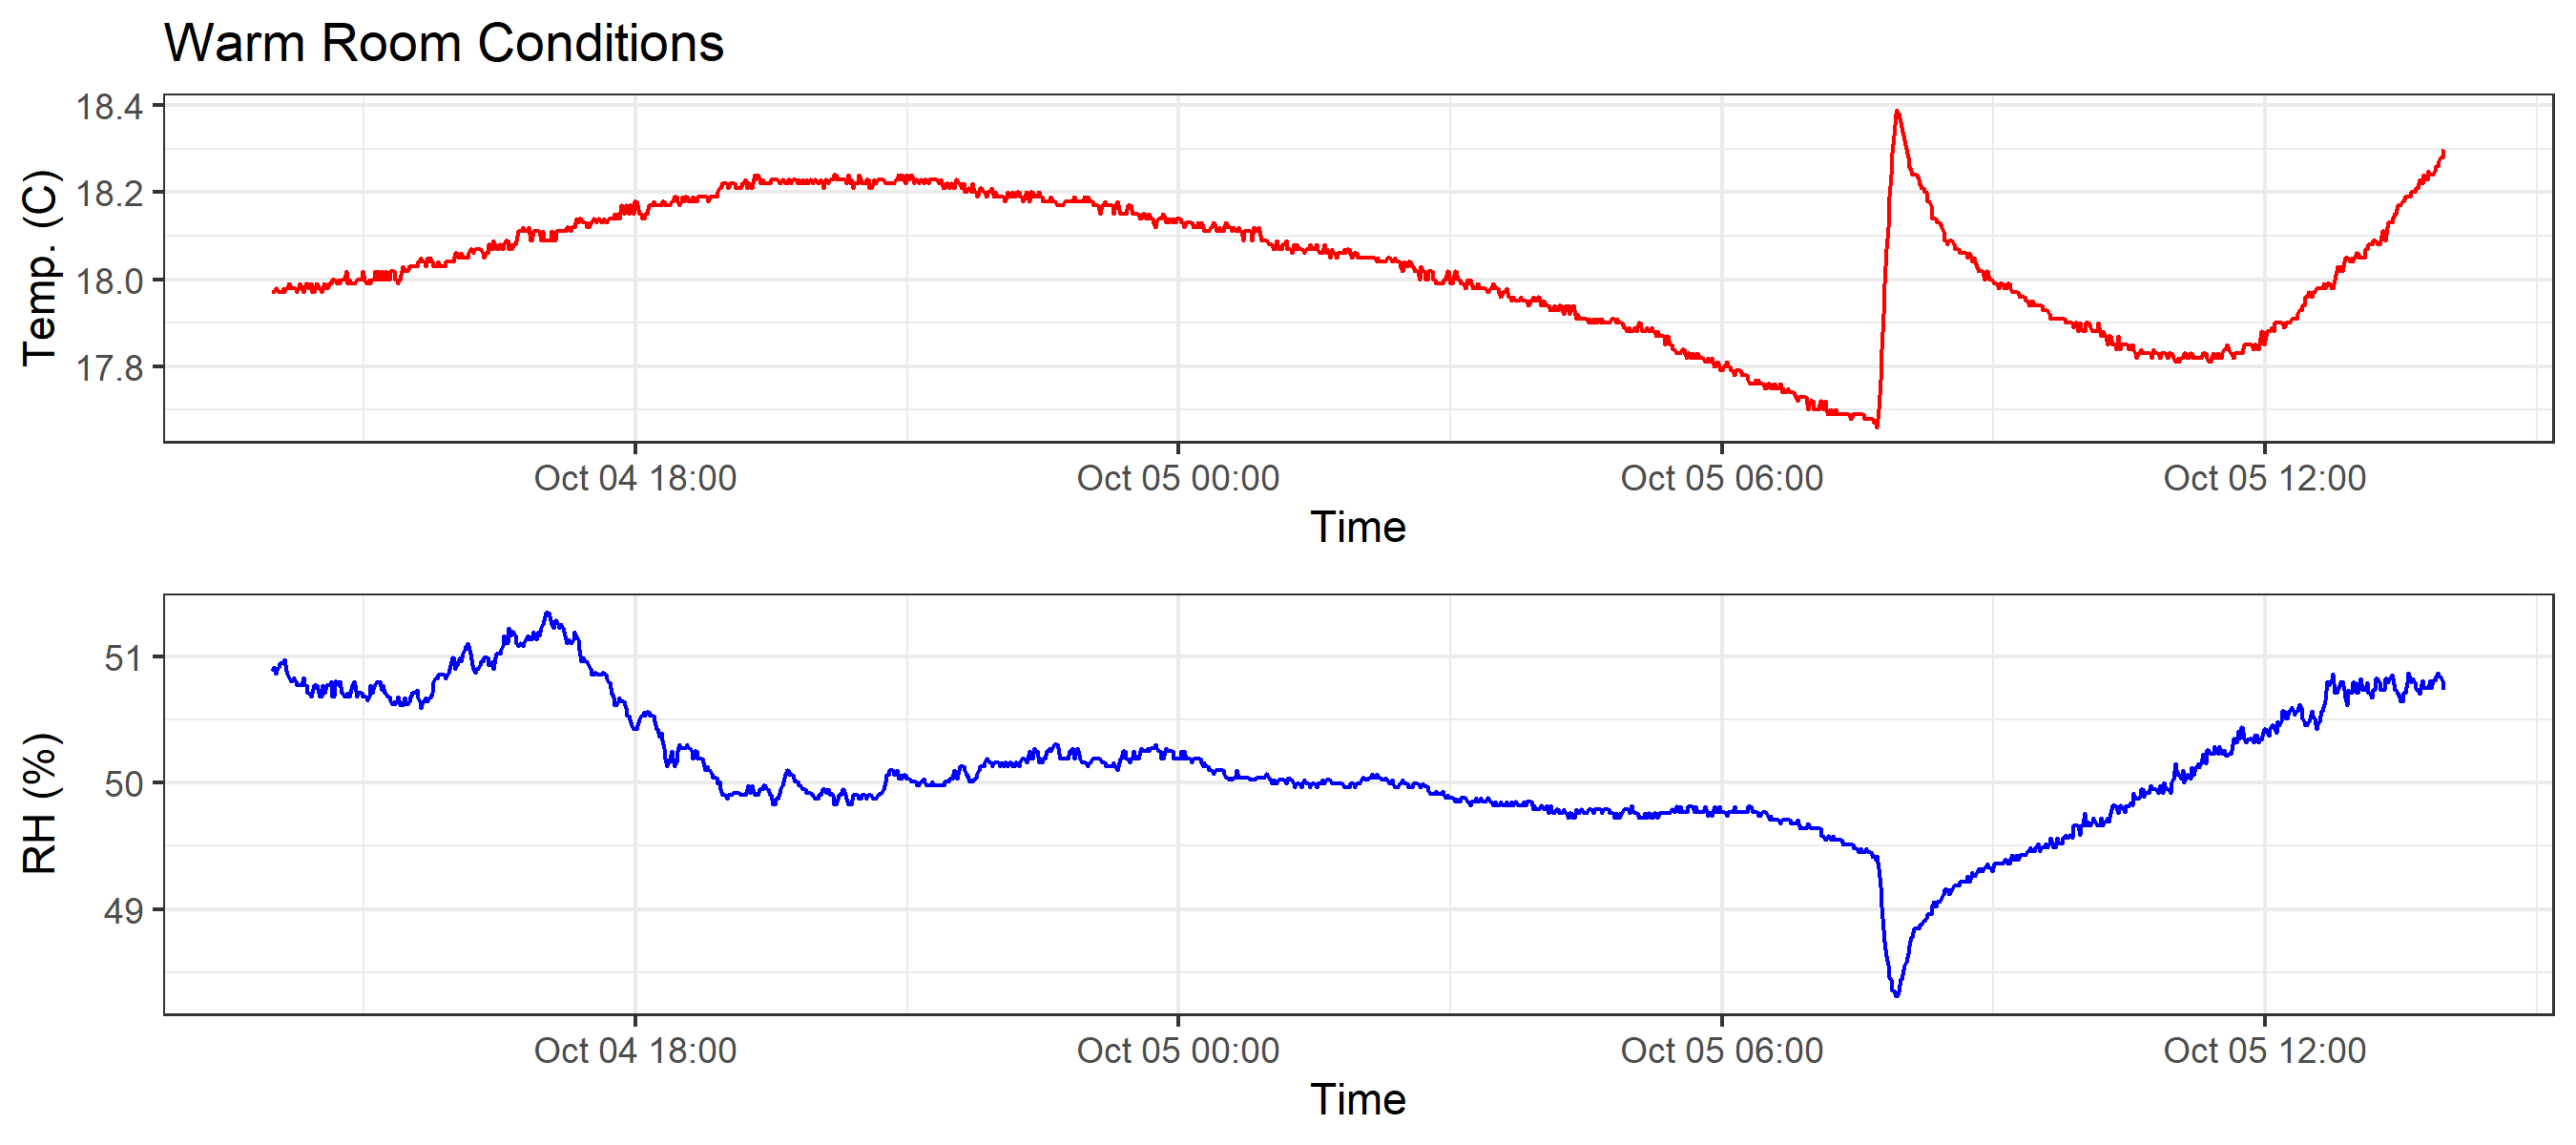 Warm Room Conditions
18.4
18.2
18.0
17.8
Temp. (C)
Oct 04 18:00 Oct 05 00:00 Oct 05 06:00 Oct 05 12:00
Time
51
50
49
RH (%)
Oct 04 18:00 Oct 05 00:00 Oct 05 06:00 Oct 05 12:00
Time